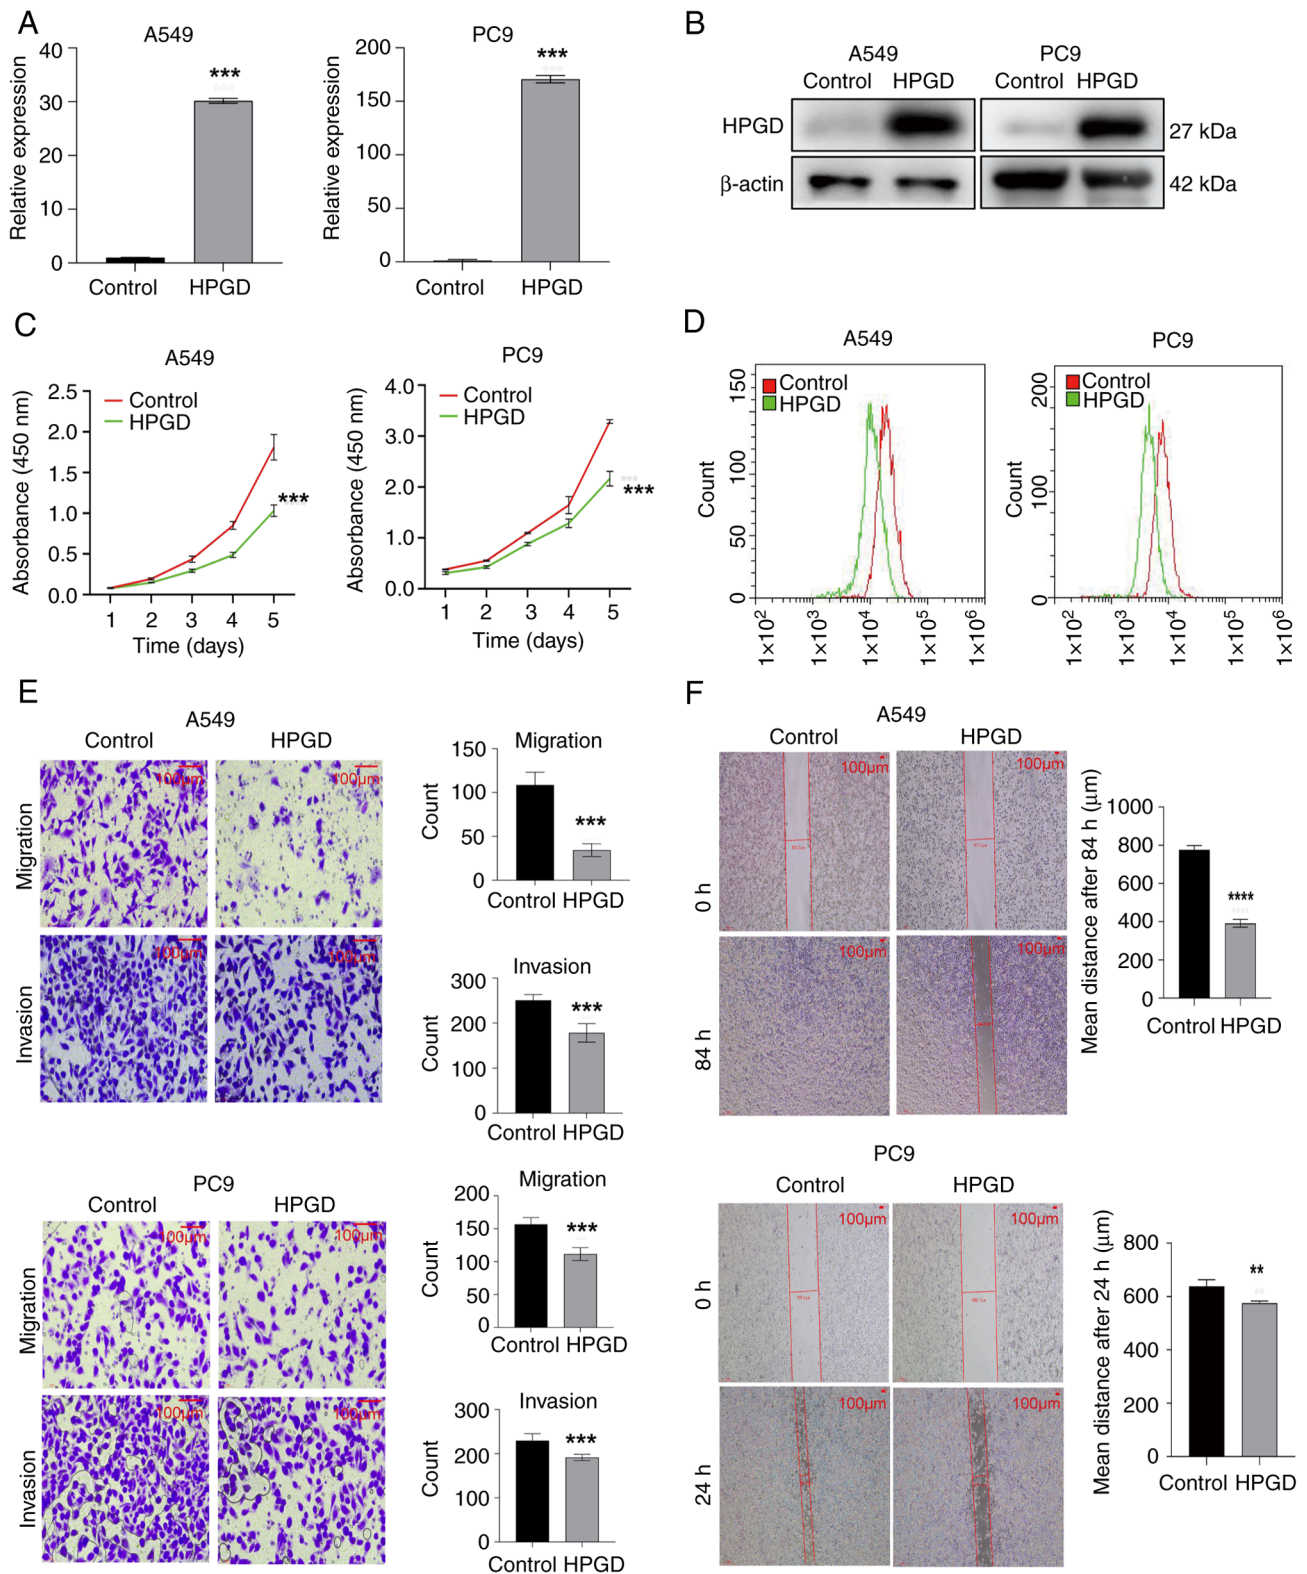 A
A549
Relative expression
40
30
20
10
0
***
Control HPGD
PC9
Relative expression
200
150
100
50
0
***
Control HPGD
B
A549 PC9
Control HPGD Control HPGD
HPGD 27 kDa
β-actin 42 kDa
C
A549
Absorbance (450 nm)
2.5
2.0
1.5
1.0
0.5
0.0
Control
HPGD
***
1 2 3 4 5
Time (days)
PC9
Absorbance (450 nm)
4.0
3.0
2.0
1.0
0.0
Control
HPGD
***
1 2 3 4 5
Time (days)
D
A549
Count
150
100
50
0
Control
HPGD
1×10² 1×10³ 1×10⁴ 1×10⁵ 1×10⁶
PC9
Count
200
100
0
Control
HPGD
1×10² 1×10³ 1×10⁴ 1×10⁵ 1×10⁶
E
A549
Control HPGD
Migration
100µm 100µm
Invasion
100µm 100µm
Migration
Count
150
100
50
0
***
Control HPGD
Invasion
Count
300
200
100
0
***
Control HPGD
PC9
Control HPGD
Migration
100µm 100µm
Invasion
100µm 100µm
Migration
Count
200
150
100
50
0
***
Control HPGD
Invasion
Count
300
200
100
0
***
Control HPGD
F
A549
Control HPGD
0 h
100µm 100µm
84 h
100µm 100µm
Mean distance after 84 h (µm)
1000
800
600
400
200
0
****
Control HPGD
PC9
Control HPGD
0 h
100µm 100µm
24 h
100µm 100µm
Mean distance after 24 h (µm)
800
600
400
200
0
**
Control HPGD